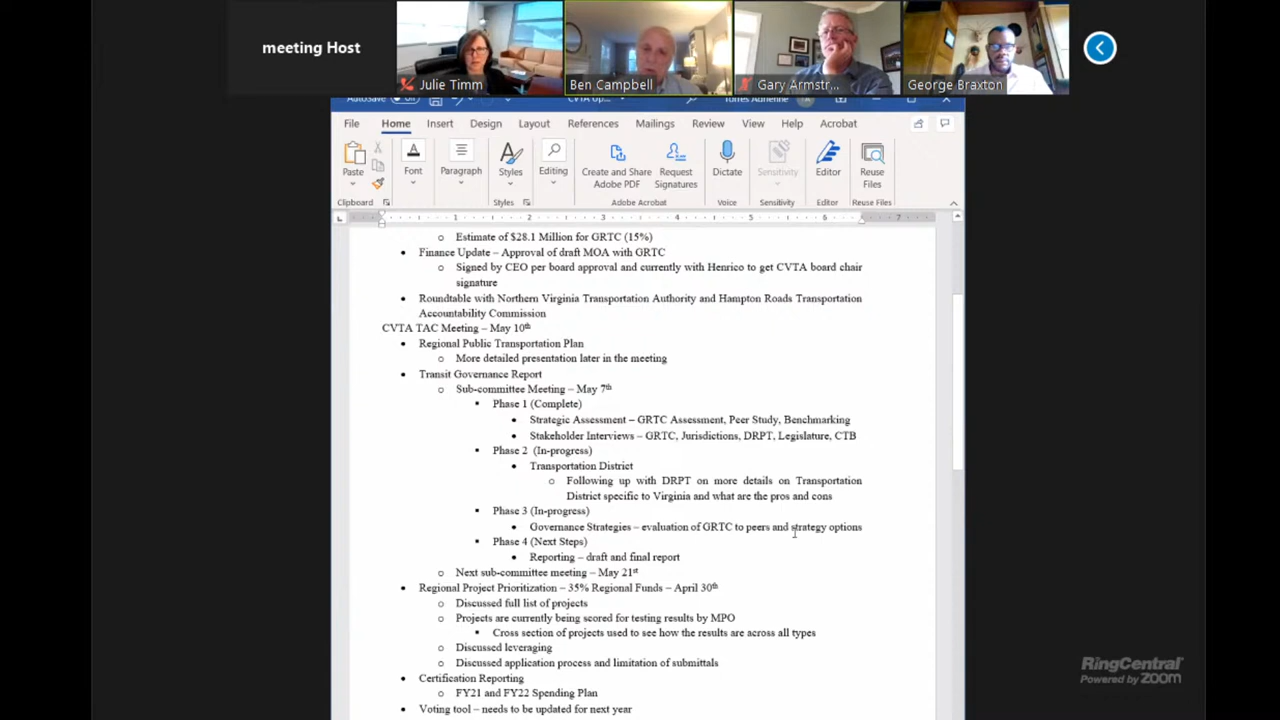 meeting Host
Julie Timm
Ben Campbell
Gary Armstr...
George Braxton
AutoSave
CVTA Up...
Torres Adrienne
File Home Insert Design Layout References Mailings Review View Help Acrobat
Paste
Font
Paragraph
Styles
Editing
Create and Share
Adobe PDF
Request
Signatures
Dictate
Sensitivity
Editor
Reuse
Files
Clipboard
Styles
Adobe Acrobat
Voice
Sensitivity
Editor
Reuse Files
1 2 3 4 5 6 7
o Estimate of $28.1 Million for GRTC (15%)
• Finance Update – Approval of draft MOA with GRTC
o Signed by CEO per board approval and currently with Henrico to get CVTA board chair
signature
• Roundtable with Northern Virginia Transportation Authority and Hampton Roads Transportation
Accountability Commission
CVTA TAC Meeting – May 10th
• Regional Public Transportation Plan
o More detailed presentation later in the meeting
• Transit Governance Report
o Sub-committee Meeting – May 7th
▪ Phase 1 (Complete)
• Strategic Assessment – GRTC Assessment, Peer Study, Benchmarking
• Stakeholder Interviews – GRTC, Jurisdictions, DRPT, Legislature, CTB
▪ Phase 2 (In-progress)
• Transportation District
o Following up with DRPT on more details on Transportation
District specific to Virginia and what are the pros and cons
▪ Phase 3 (In-progress)
• Governance Strategies – evaluation of GRTC to peers and strategy options
▪ Phase 4 (Next Steps)
• Reporting – draft and final report
o Next sub-committee meeting – May 21st
• Regional Project Prioritization – 35% Regional Funds – April 30th
o Discussed full list of projects
o Projects are currently being scored for testing results by MPO
▪ Cross section of projects used to see how the results are across all types
o Discussed leveraging
o Discussed application process and limitation of submittals
• Certification Reporting
o FY21 and FY22 Spending Plan
• Voting tool – needs to be updated for next year
RingCentral
Powered by ZOOM